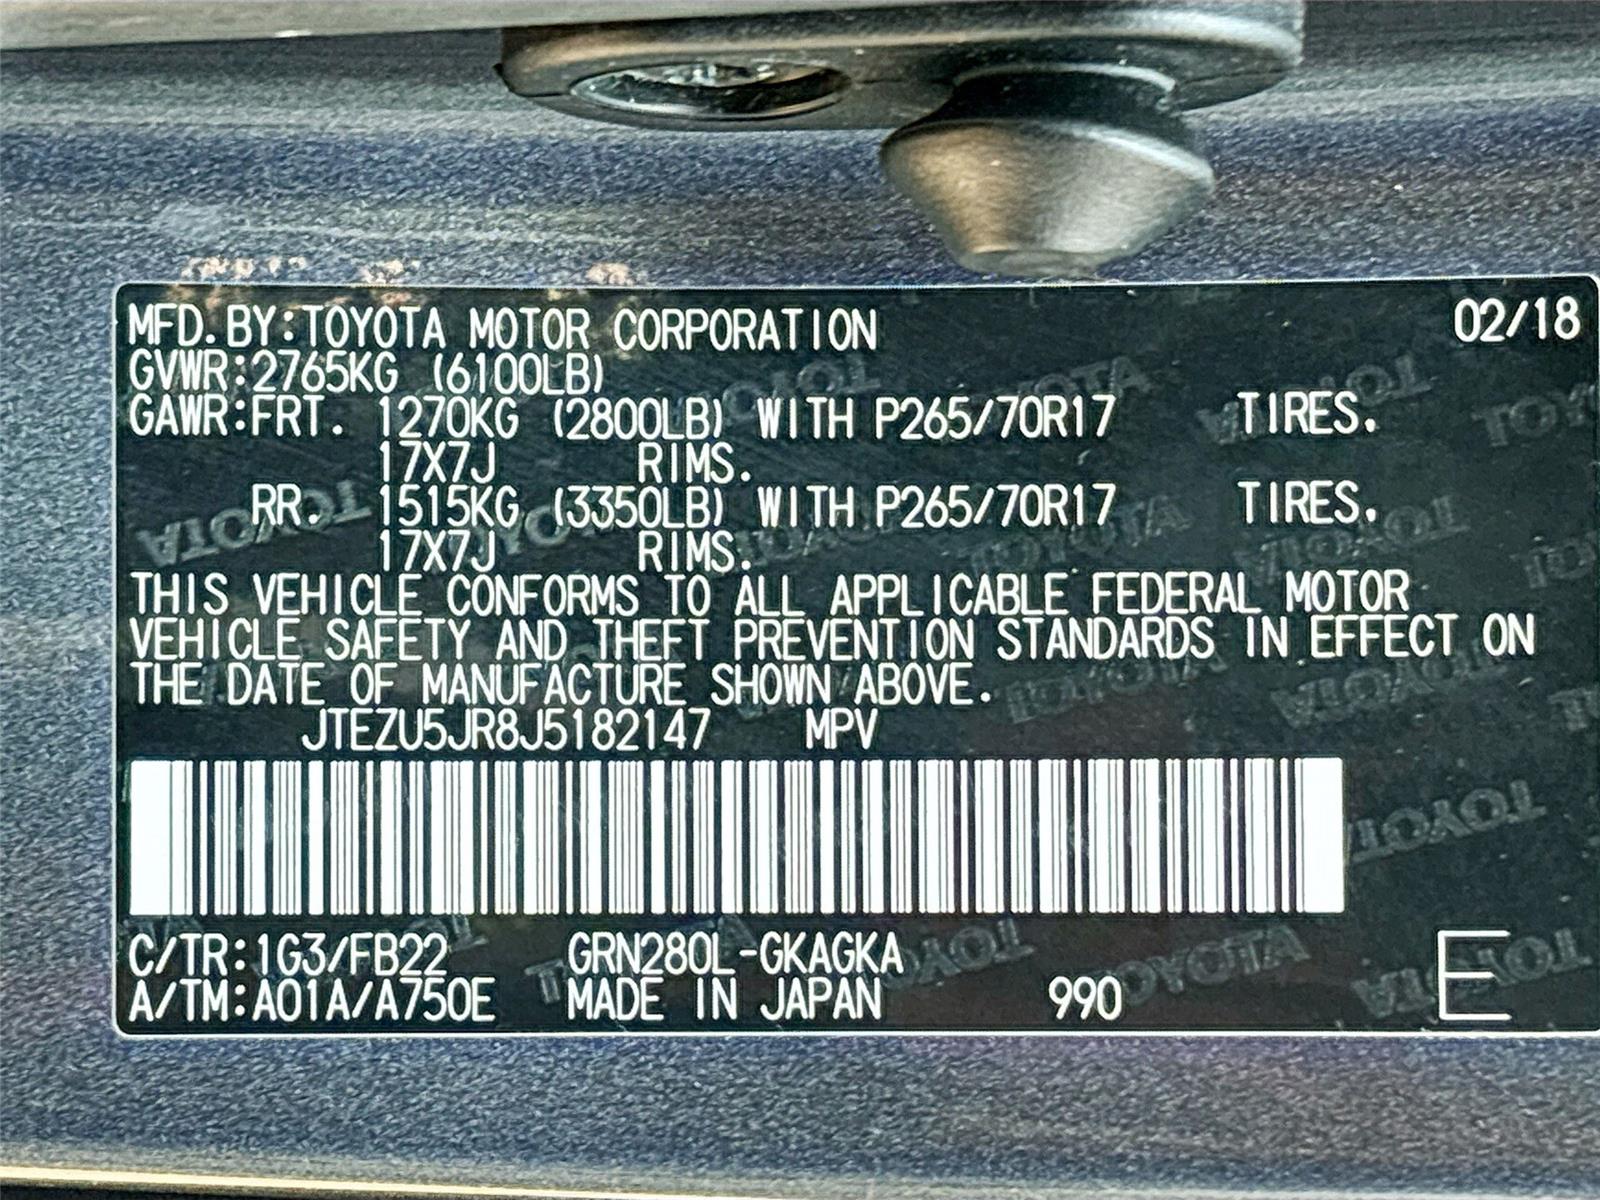 MFD. BY:TOYOTA MOTOR CORPORATION 02/18
GVWR:2765KG (6100LB)
GAWR:FRT. 1270KG (2800LB) WITH P265/70R17 TIRES.
17X7J RIMS.
RR. 1515KG (3350LB) WITH P265/70R17 TIRES.
17X7J RIMS.
THIS VEHICLE CONFORMS TO ALL APPLICABLE FEDERAL MOTOR
VEHICLE SAFETY AND THEFT PREVENTION STANDARDS IN EFFECT ON
THE DATE OF MANUFACTURE SHOWN ABOVE.
JTEZU5JR8J5182147 MPV
C/TR:1G3/FB22 GRN280L-GKAGKA
A/TM:A01A/A750E MADE IN JAPAN 990 E